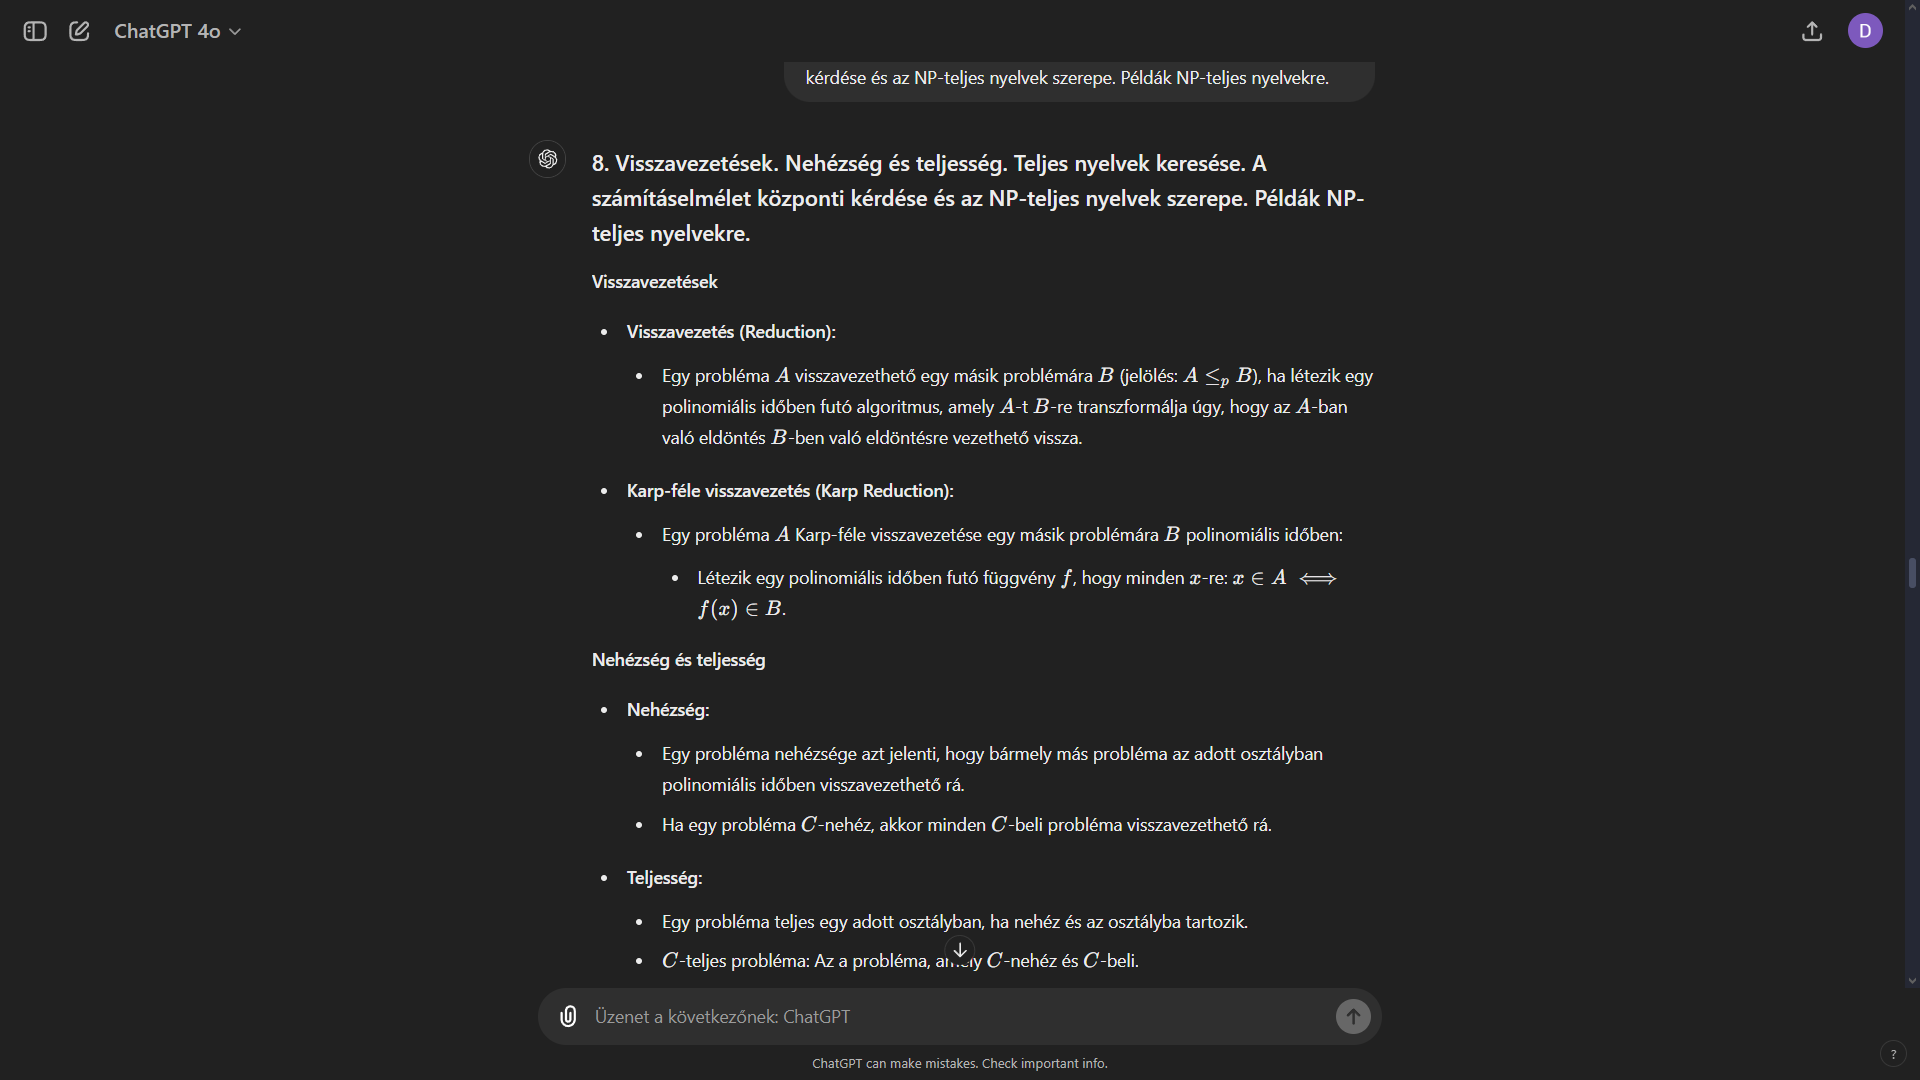 ChatGPT 4o
D
kérdése és az NP-teljes nyelvek szerepe. Példák NP-teljes nyelvekre.
8. Visszavezetések. Nehézség és teljesség. Teljes nyelvek keresése. A
számításelmélet központi kérdése és az NP-teljes nyelvek szerepe. Példák NP-
teljes nyelvekre.
Visszavezetések
• Visszavezetés (Reduction):
• Egy probléma A visszavezethető egy másik problémára B (jelölés: A ≤p B), ha létezik egy
polinomiális időben futó algoritmus, amely A-t B-re transzformálja úgy, hogy az A-ban
való eldöntés B-ben való eldöntésre vezethető vissza.
• Karp-féle visszavezetés (Karp Reduction):
• Egy probléma A Karp-féle visszavezetése egy másik problémára B polinomiális időben:
• Létezik egy polinomiális időben futó függvény f, hogy minden x-re: x ∈ A ⟺
f(x) ∈ B.
Nehézség és teljesség
• Nehézség:
• Egy probléma nehézsége azt jelenti, hogy bármely más probléma az adott osztályban
polinomiális időben visszavezethető rá.
• Ha egy probléma C-nehéz, akkor minden C-beli probléma visszavezethető rá.
• Teljesség:
• Egy probléma teljes egy adott osztályban, ha nehéz és az osztályba tartozik.
• C-teljes probléma: Az a probléma, amely C-nehéz és C-beli.
Üzenet a következőnek: ChatGPT
ChatGPT can make mistakes. Check important info.
?